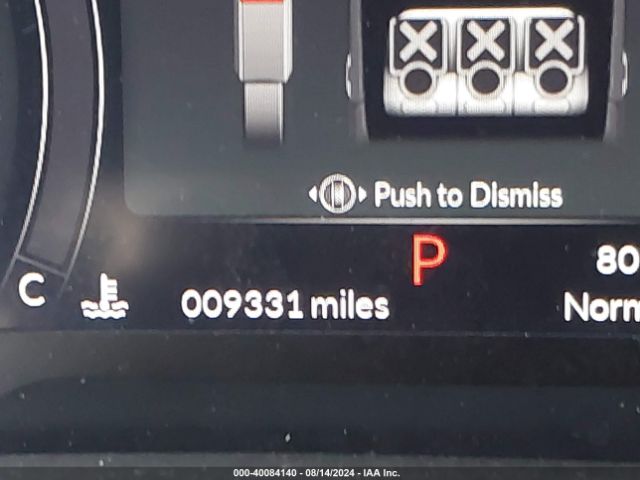 Push to Dismiss
P
80
C
009331 miles
Norm
000-40084140 - 08/14/2024 - IAA Inc.